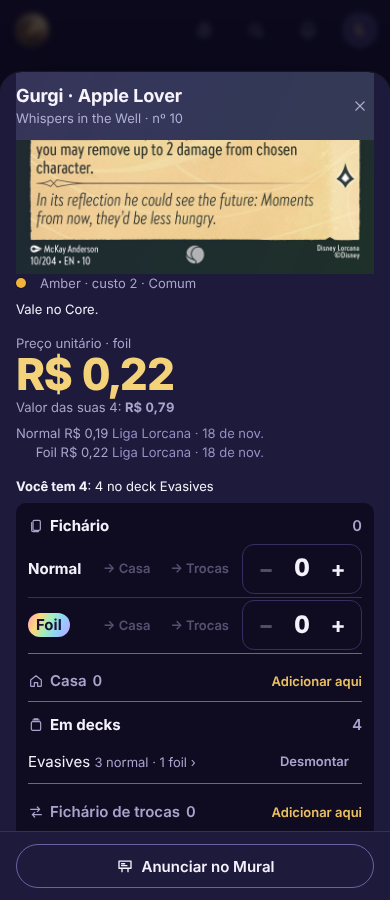 Gurgi · Apple Lover
Whispers in the Well · nº 10
you may remove up to 2 damage from chosen
character.
In its reflection he could see the future: Moments
from now, they'd be less hungry.
McKay Anderson
10/204 • EN • 10
Disney Lorcana
©Disney
Amber · custo 2 · Comum
Vale no Core.
Preço unitário · foil
R$ 0,22
Valor das suas 4: R$ 0,79
Normal R$ 0,19 Liga Lorcana · 18 de nov.
Foil R$ 0,22 Liga Lorcana · 18 de nov.
Você tem 4: 4 no deck Evasives
Fichário 0
Normal → Casa → Trocas − 0 +
Foil → Casa → Trocas − 0 +
Casa 0 Adicionar aqui
Em decks 4
Evasives 3 normal · 1 foil › Desmontar
Fichário de trocas 0 Adicionar aqui
Anunciar no Mural